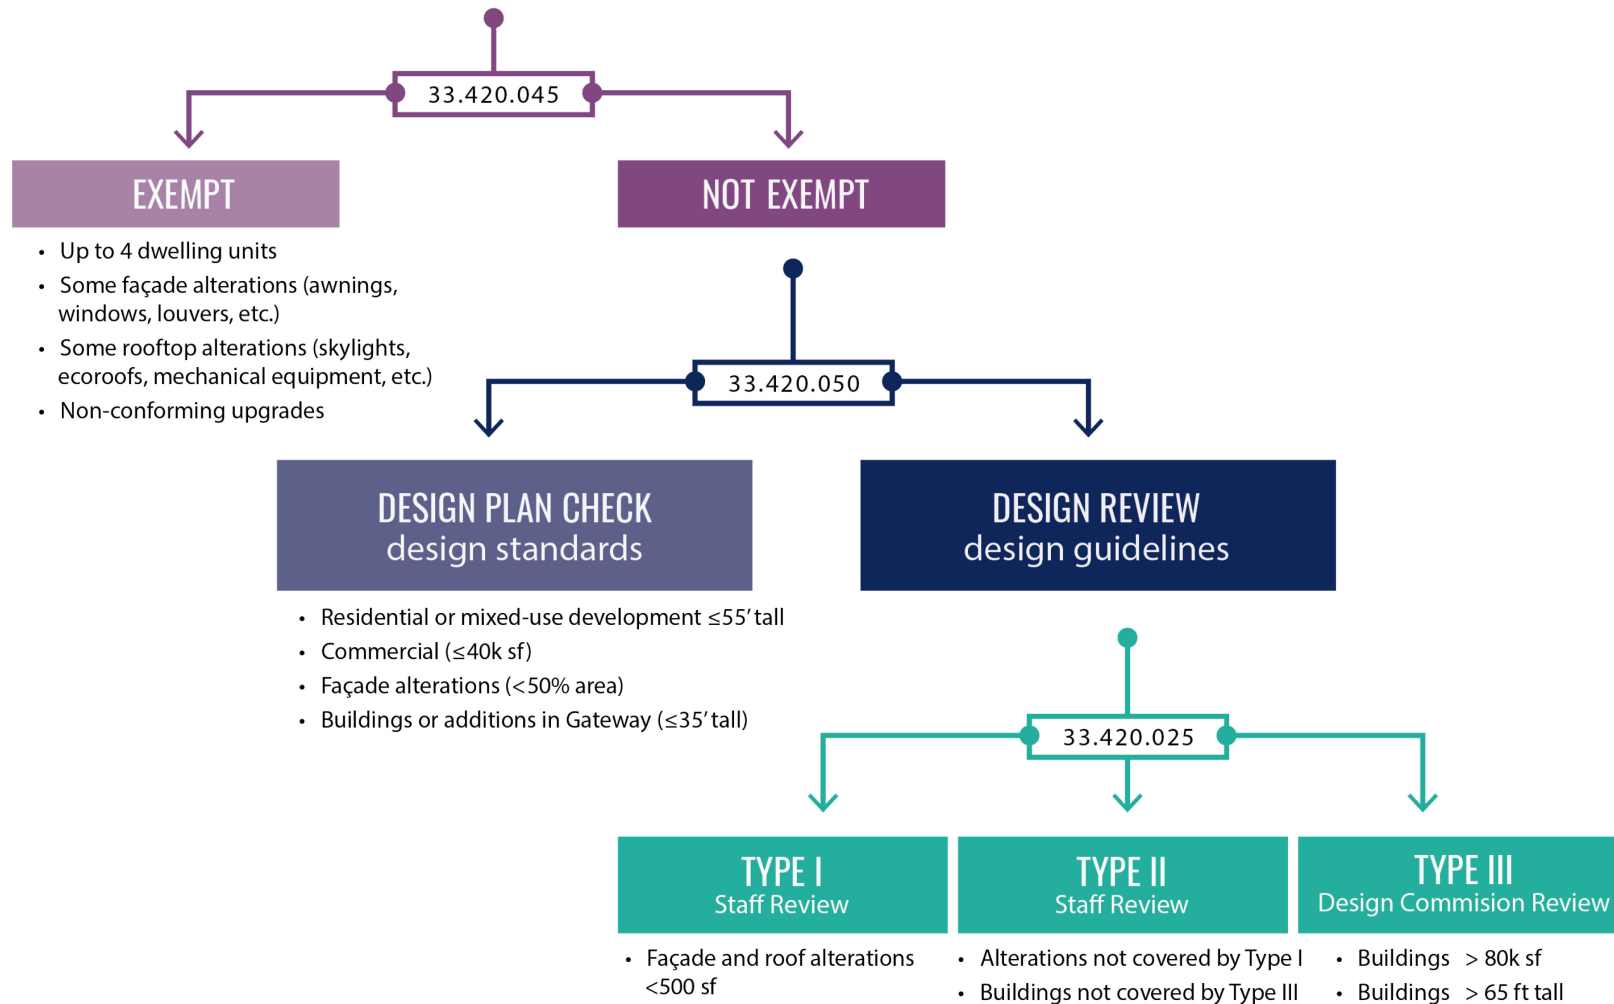 33.420.045
EXEMPT
NOT EXEMPT
• Up to 4 dwelling units
• Some façade alterations (awnings,
windows, louvers, etc.)
• Some rooftop alterations (skylights,
ecoroofs, mechanical equipment, etc.)
• Non-conforming upgrades
33.420.050
DESIGN PLAN CHECK
design standards
DESIGN REVIEW
design guidelines
• Residential or mixed-use development ≤55’ tall
• Commercial (≤40k sf)
• Façade alterations (<50% area)
• Buildings or additions in Gateway (≤35’ tall)
33.420.025
TYPE I
Staff Review
TYPE II
Staff Review
TYPE III
Design Commision Review
• Façade and roof alterations
<500 sf
• Alterations not covered by Type I
• Buildings not covered by Type III
• Buildings > 80k sf
• Buildings > 65 ft tall